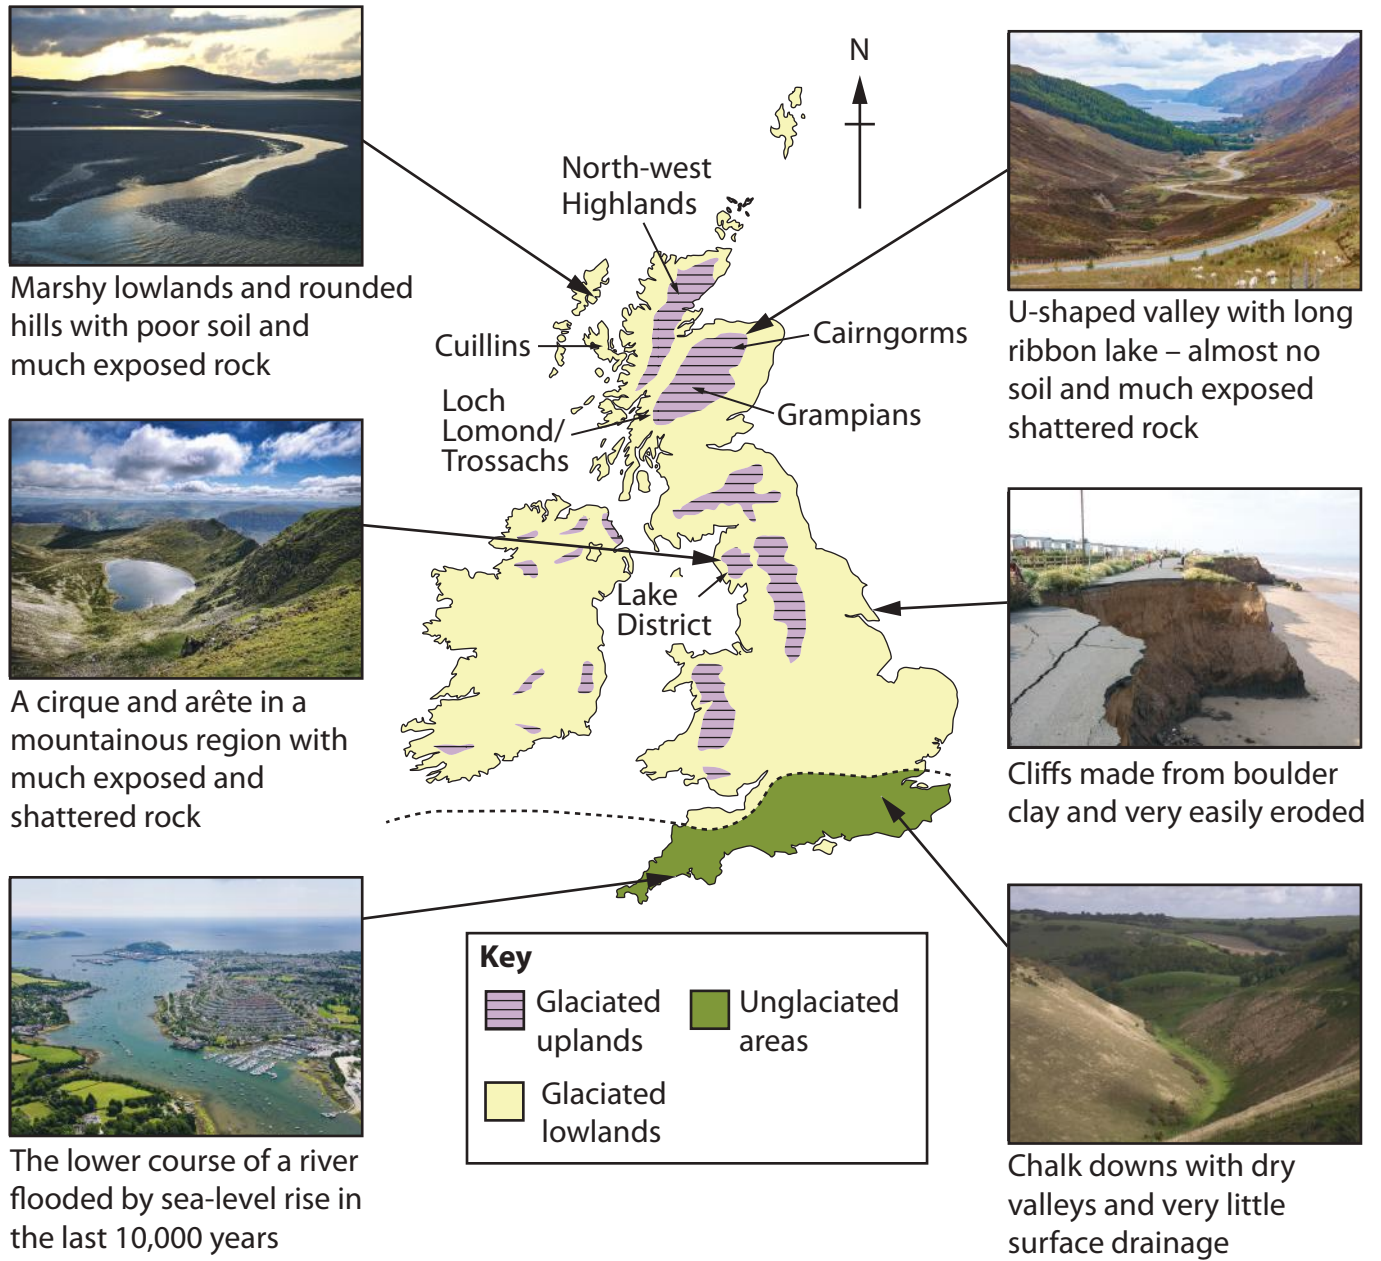 Marshy lowlands and rounded
hills with poor soil and
much exposed rock
A cirque and arête in a
mountainous region with
much exposed and
shattered rock
The lower course of a river
flooded by sea-level rise in
the last 10,000 years
N
North-west
Highlands
Cuillins
Cairngorms
Loch
Lomond/
Trossachs
Grampians
Lake
District
Key
Glaciated
uplands
Unglaciated
areas
Glaciated
lowlands
U-shaped valley with long
ribbon lake – almost no
soil and much exposed
shattered rock
Cliffs made from boulder
clay and very easily eroded
Chalk downs with dry
valleys and very little
surface drainage